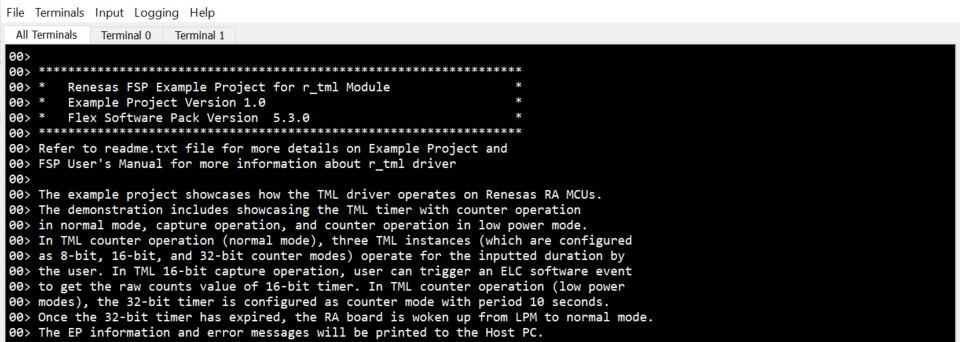 File Terminals Input Logging Help
All Terminals Terminal 0 Terminal 1
00>
00> ******************************************************************
00> *   Renesas FSP Example Project for r_tml Module                 *
00> *   Example Project Version 1.0                                  *
00> *   Flex Software Pack Version  5.3.0                            *
00> ******************************************************************
00> Refer to readme.txt file for more details on Example Project and
00> FSP User's Manual for more information about r_tml driver
00>
00> The example project showcases how the TML driver operates on Renesas RA MCUs.
00> The demonstration includes showcasing the TML timer with counter operation
00> in normal mode, capture operation, and counter operation in low power mode.
00> In TML counter operation (normal mode), three TML instances (which are configured
00> as 8-bit, 16-bit, and 32-bit counter modes) operate for the inputted duration by
00> the user. In TML 16-bit capture operation, user can trigger an ELC software event
00> to get the raw counts value of 16-bit timer. In TML counter operation (low power
00> modes), the 32-bit timer is configured as counter mode with period 10 seconds.
00> Once the 32-bit timer has expired, the RA board is woken up from LPM to normal mode.
00> The EP information and error messages will be printed to the Host PC.